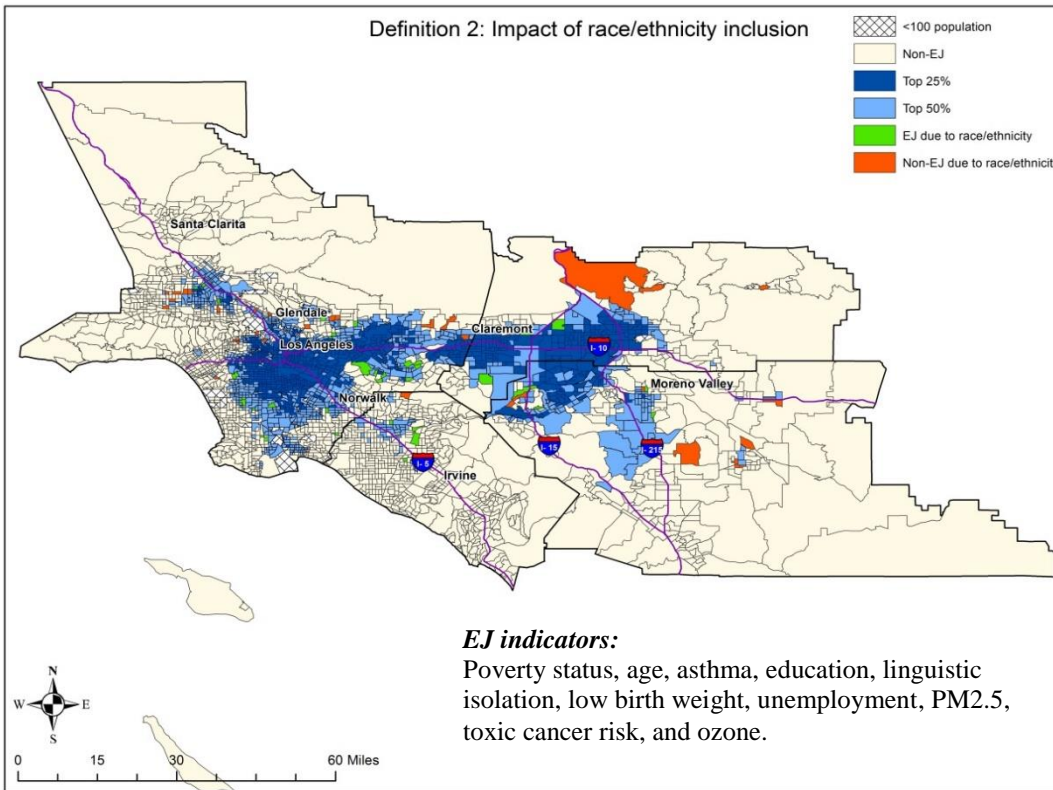 Definition 2: Impact of race/ethnicity inclusion
<100 population
Non-EJ
Top 25%
Top 50%
EJ due to race/ethnicity
Non-EJ due to race/ethnicit
Santa Clarita
Glendale
Los Angeles
Claremont
I- 10
Norwalk
Moreno Valley
I- 15
I- 215
I- 5
Irvine
EJ indicators:
Poverty status, age, asthma, education, linguistic
isolation, low birth weight, unemployment, PM2.5,
toxic cancer risk, and ozone.
N
W E
S
0 15 30 60 Miles